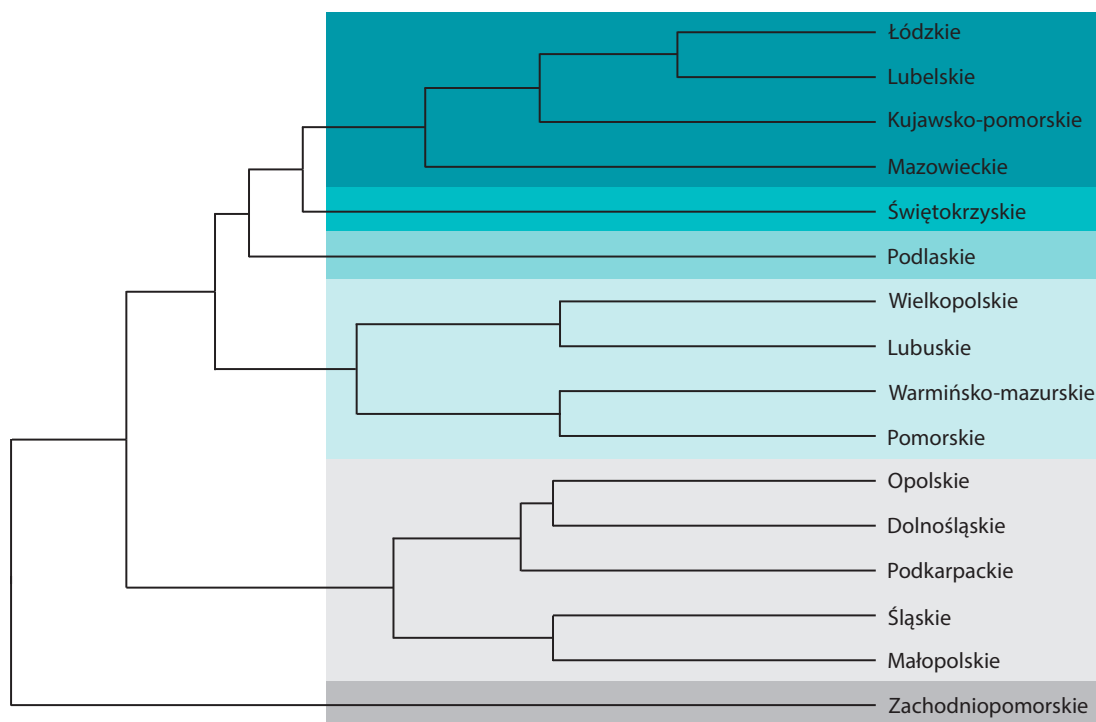 Łódzkie
Lubelskie
Kujawsko-pomorskie
Mazowieckie
Świętokrzyskie
Podlaskie
Wielkopolskie
Lubuskie
Warmińsko-mazurskie
Pomorskie
Opolskie
Dolnośląskie
Podkarpackie
Śląskie
Małopolskie
Zachodniopomorskie